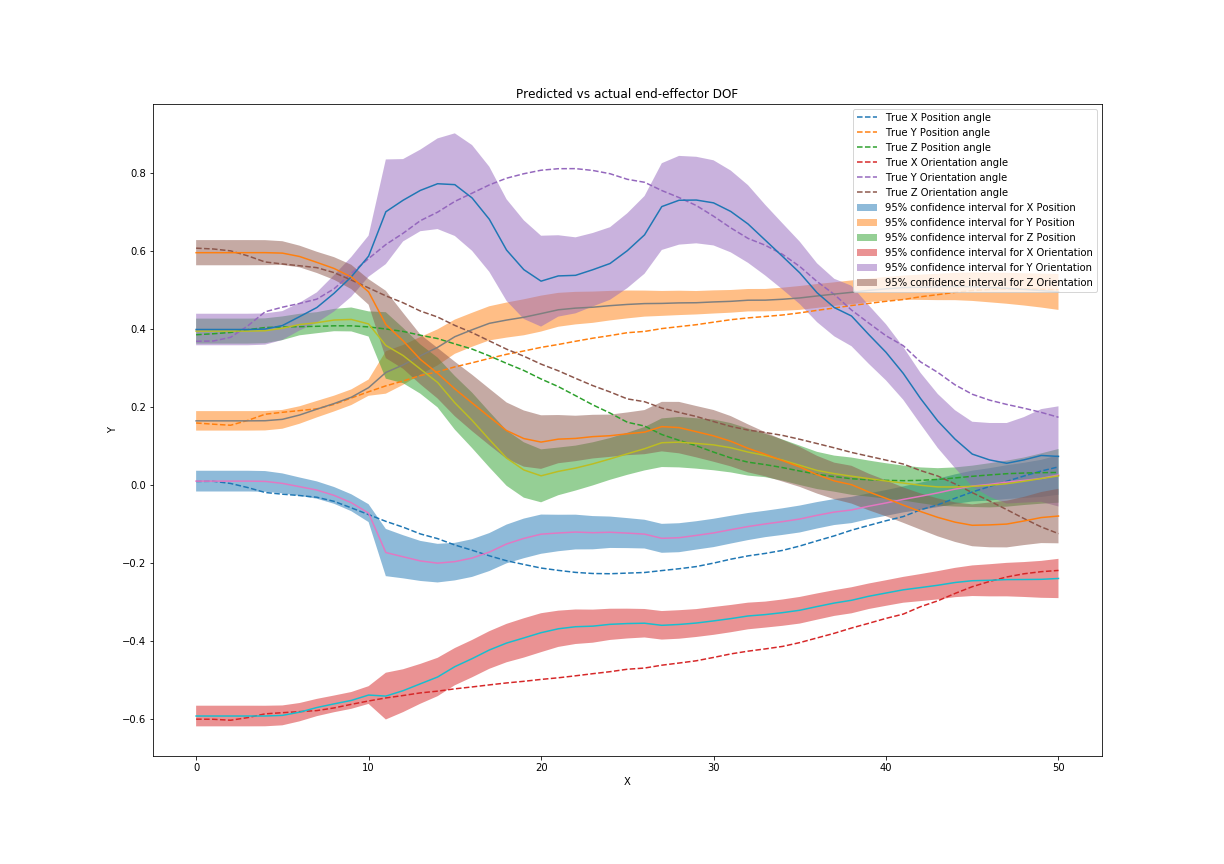 Predicted vs actual end-effector DOF
True X Position angle
True Y Position angle
True Z Position angle
True X Orientation angle
True Y Orientation angle
True Z Orientation angle
95% confidence interval for X Position
95% confidence interval for Y Position
95% confidence interval for Z Position
95% confidence interval for X Orientation
95% confidence interval for Y Orientation
95% confidence interval for Z Orientation
0.8
0.6
0.4
0.2
0.0
−0.2
−0.4
−0.6
Y
0 10 20 30 40 50
X